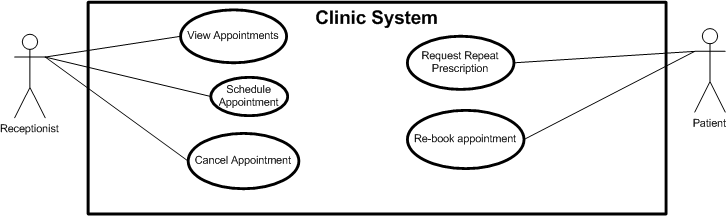 Clinic System
View Appointments
Request Repeat
Prescription
Schedule
Appointment
Receptionist
Patient
Re-book appointment
Cancel Appointment